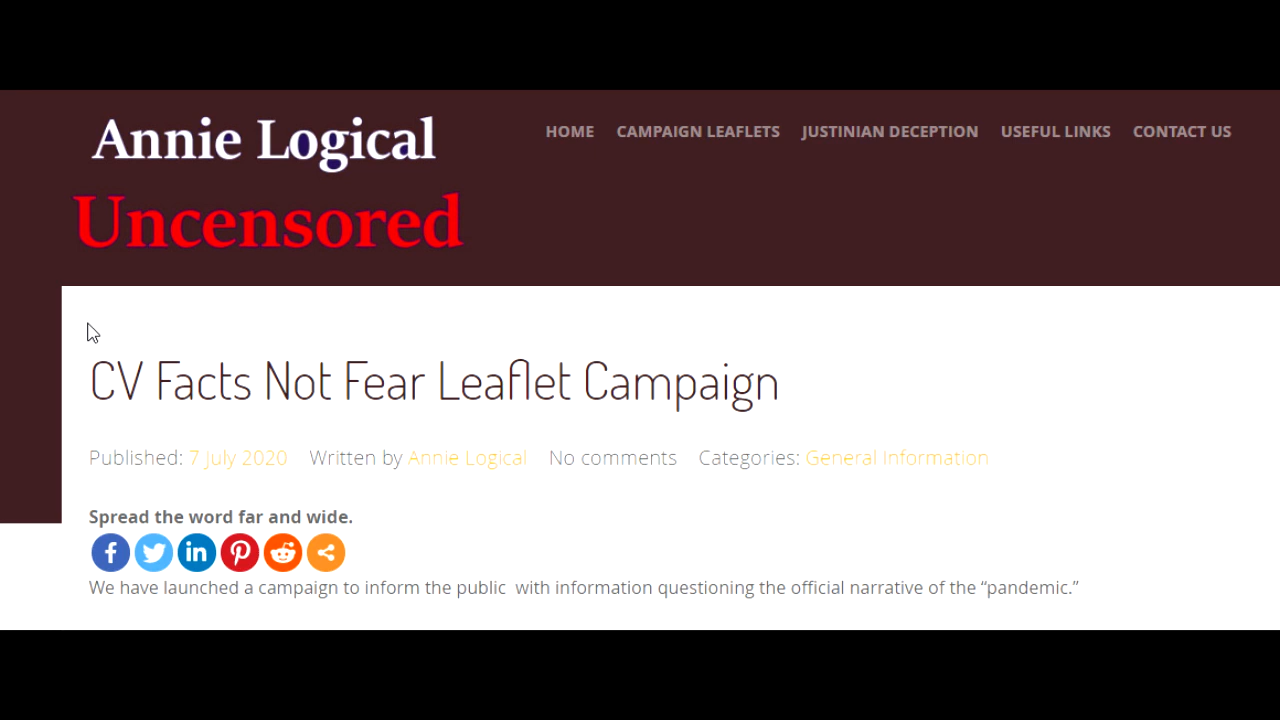 Annie Logical
HOME CAMPAIGN LEAFLETS JUSTINIAN DECEPTION USEFUL LINKS CONTACT US
Uncensored
CV Facts Not Fear Leaflet Campaign
Published: 7 July 2020 Written by Annie Logical No comments Categories: General Information
Spread the word far and wide.
We have launched a campaign to inform the public  with information questioning the official narrative of the “pandemic.”